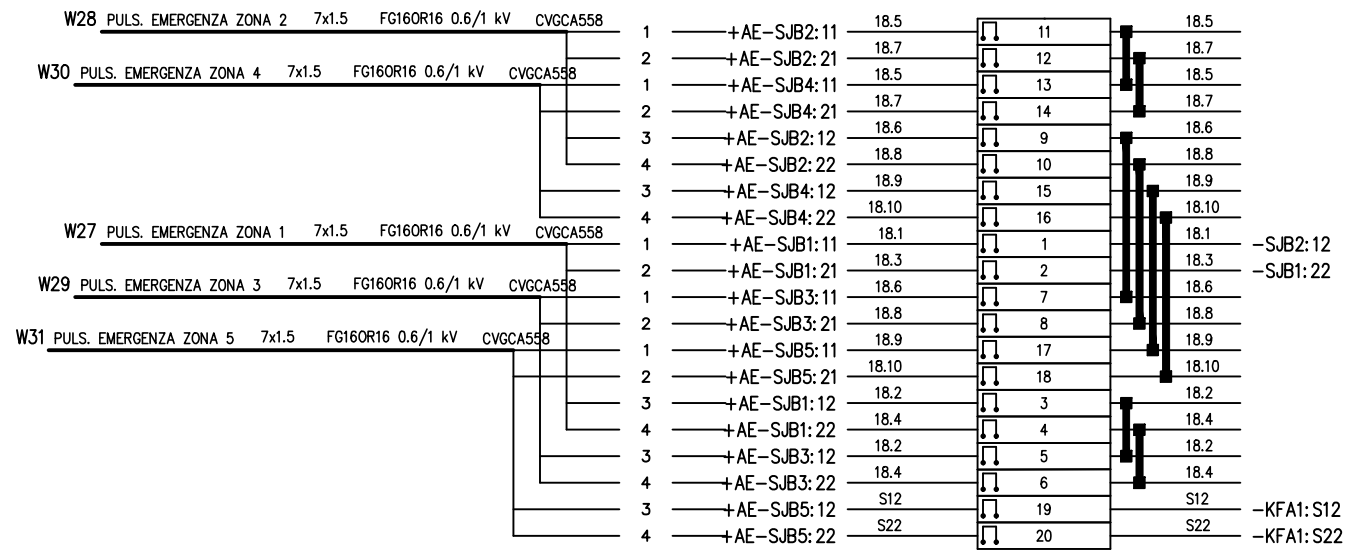 W28 PULS. EMERGENZA ZONA 2 7x1.5 FG16OR16 0.6/1 kV CVGCA558
1 +AE-SJB2:11 18.5 11 18.5
2 +AE-SJB2:21 18.7 12 18.7
W30 PULS. EMERGENZA ZONA 4 7x1.5 FG16OR16 0.6/1 kV CVGCA558
1 +AE-SJB4:11 18.5 13 18.5
2 +AE-SJB4:21 18.7 14 18.7
3 +AE-SJB2:12 18.6 9 18.6
4 +AE-SJB2:22 18.8 10 18.8
3 +AE-SJB4:12 18.9 15 18.9
4 +AE-SJB4:22 18.10 16 18.10
W27 PULS. EMERGENZA ZONA 1 7x1.5 FG16OR16 0.6/1 kV CVGCA558
1 +AE-SJB1:11 18.1 1 18.1 -SJB2:12
2 +AE-SJB1:21 18.3 2 18.3 -SJB1:22
W29 PULS. EMERGENZA ZONA 3 7x1.5 FG16OR16 0.6/1 kV CVGCA558
1 +AE-SJB3:11 18.6 7 18.6
2 +AE-SJB3:21 18.8 8 18.8
W31 PULS. EMERGENZA ZONA 5 7x1.5 FG16OR16 0.6/1 kV CVGCA558
1 +AE-SJB5:11 18.9 17 18.9
2 +AE-SJB5:21 18.10 18 18.10
3 +AE-SJB1:12 18.2 3 18.2
4 +AE-SJB1:22 18.4 4 18.4
3 +AE-SJB3:12 18.2 5 18.2
4 +AE-SJB3:22 18.4 6 18.4
3 +AE-SJB5:12 S12 19 S12 -KFA1:S12
4 +AE-SJB5:22 S22 20 S22 -KFA1:S22